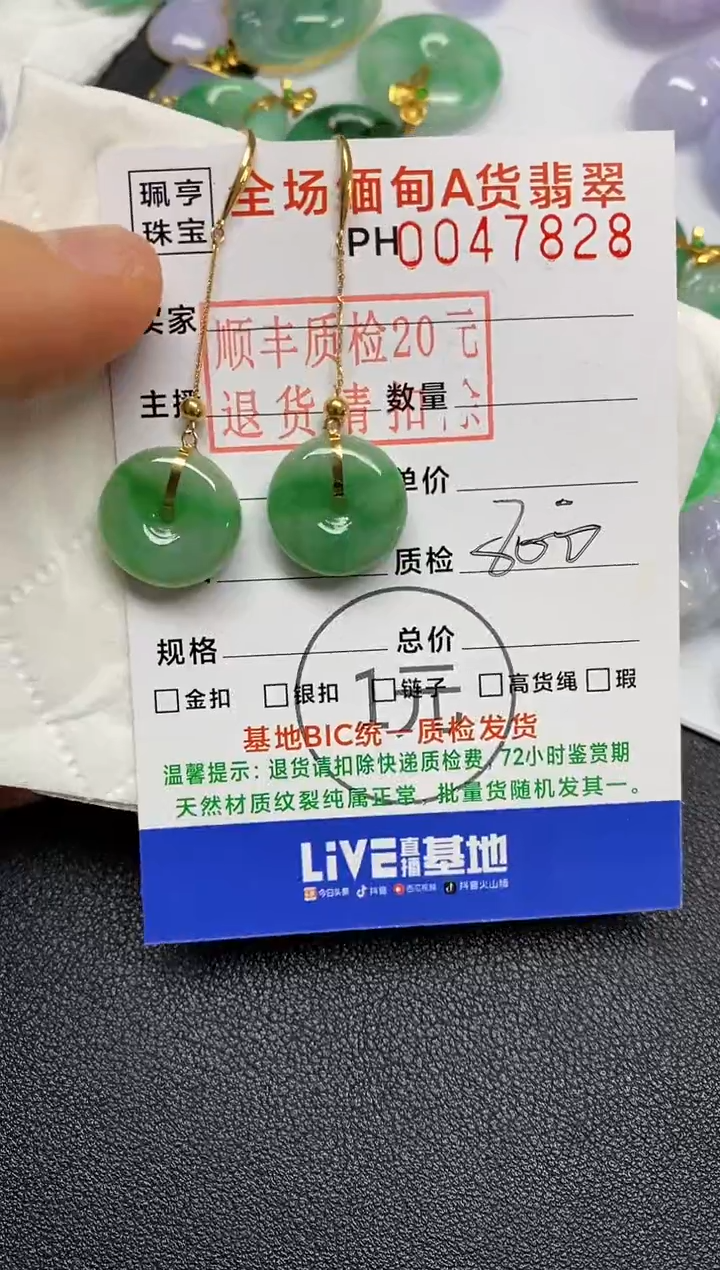 珮亨
珠宝
全场缅甸A货翡翠
PH0047828
买家
顺丰质检20元
主播
数量
退货请扣除
单价
质检
规格
总价
1元
金扣 银扣 链子 高货绳 瑕
基地BIC统一质检发货
温馨提示：退货请扣除快递质检费，72小时鉴赏期
天然材质纹裂纯属正常，批量货随机发其一。
LiVE直播基地
今日头条 抖音 西瓜视频 抖音火山版